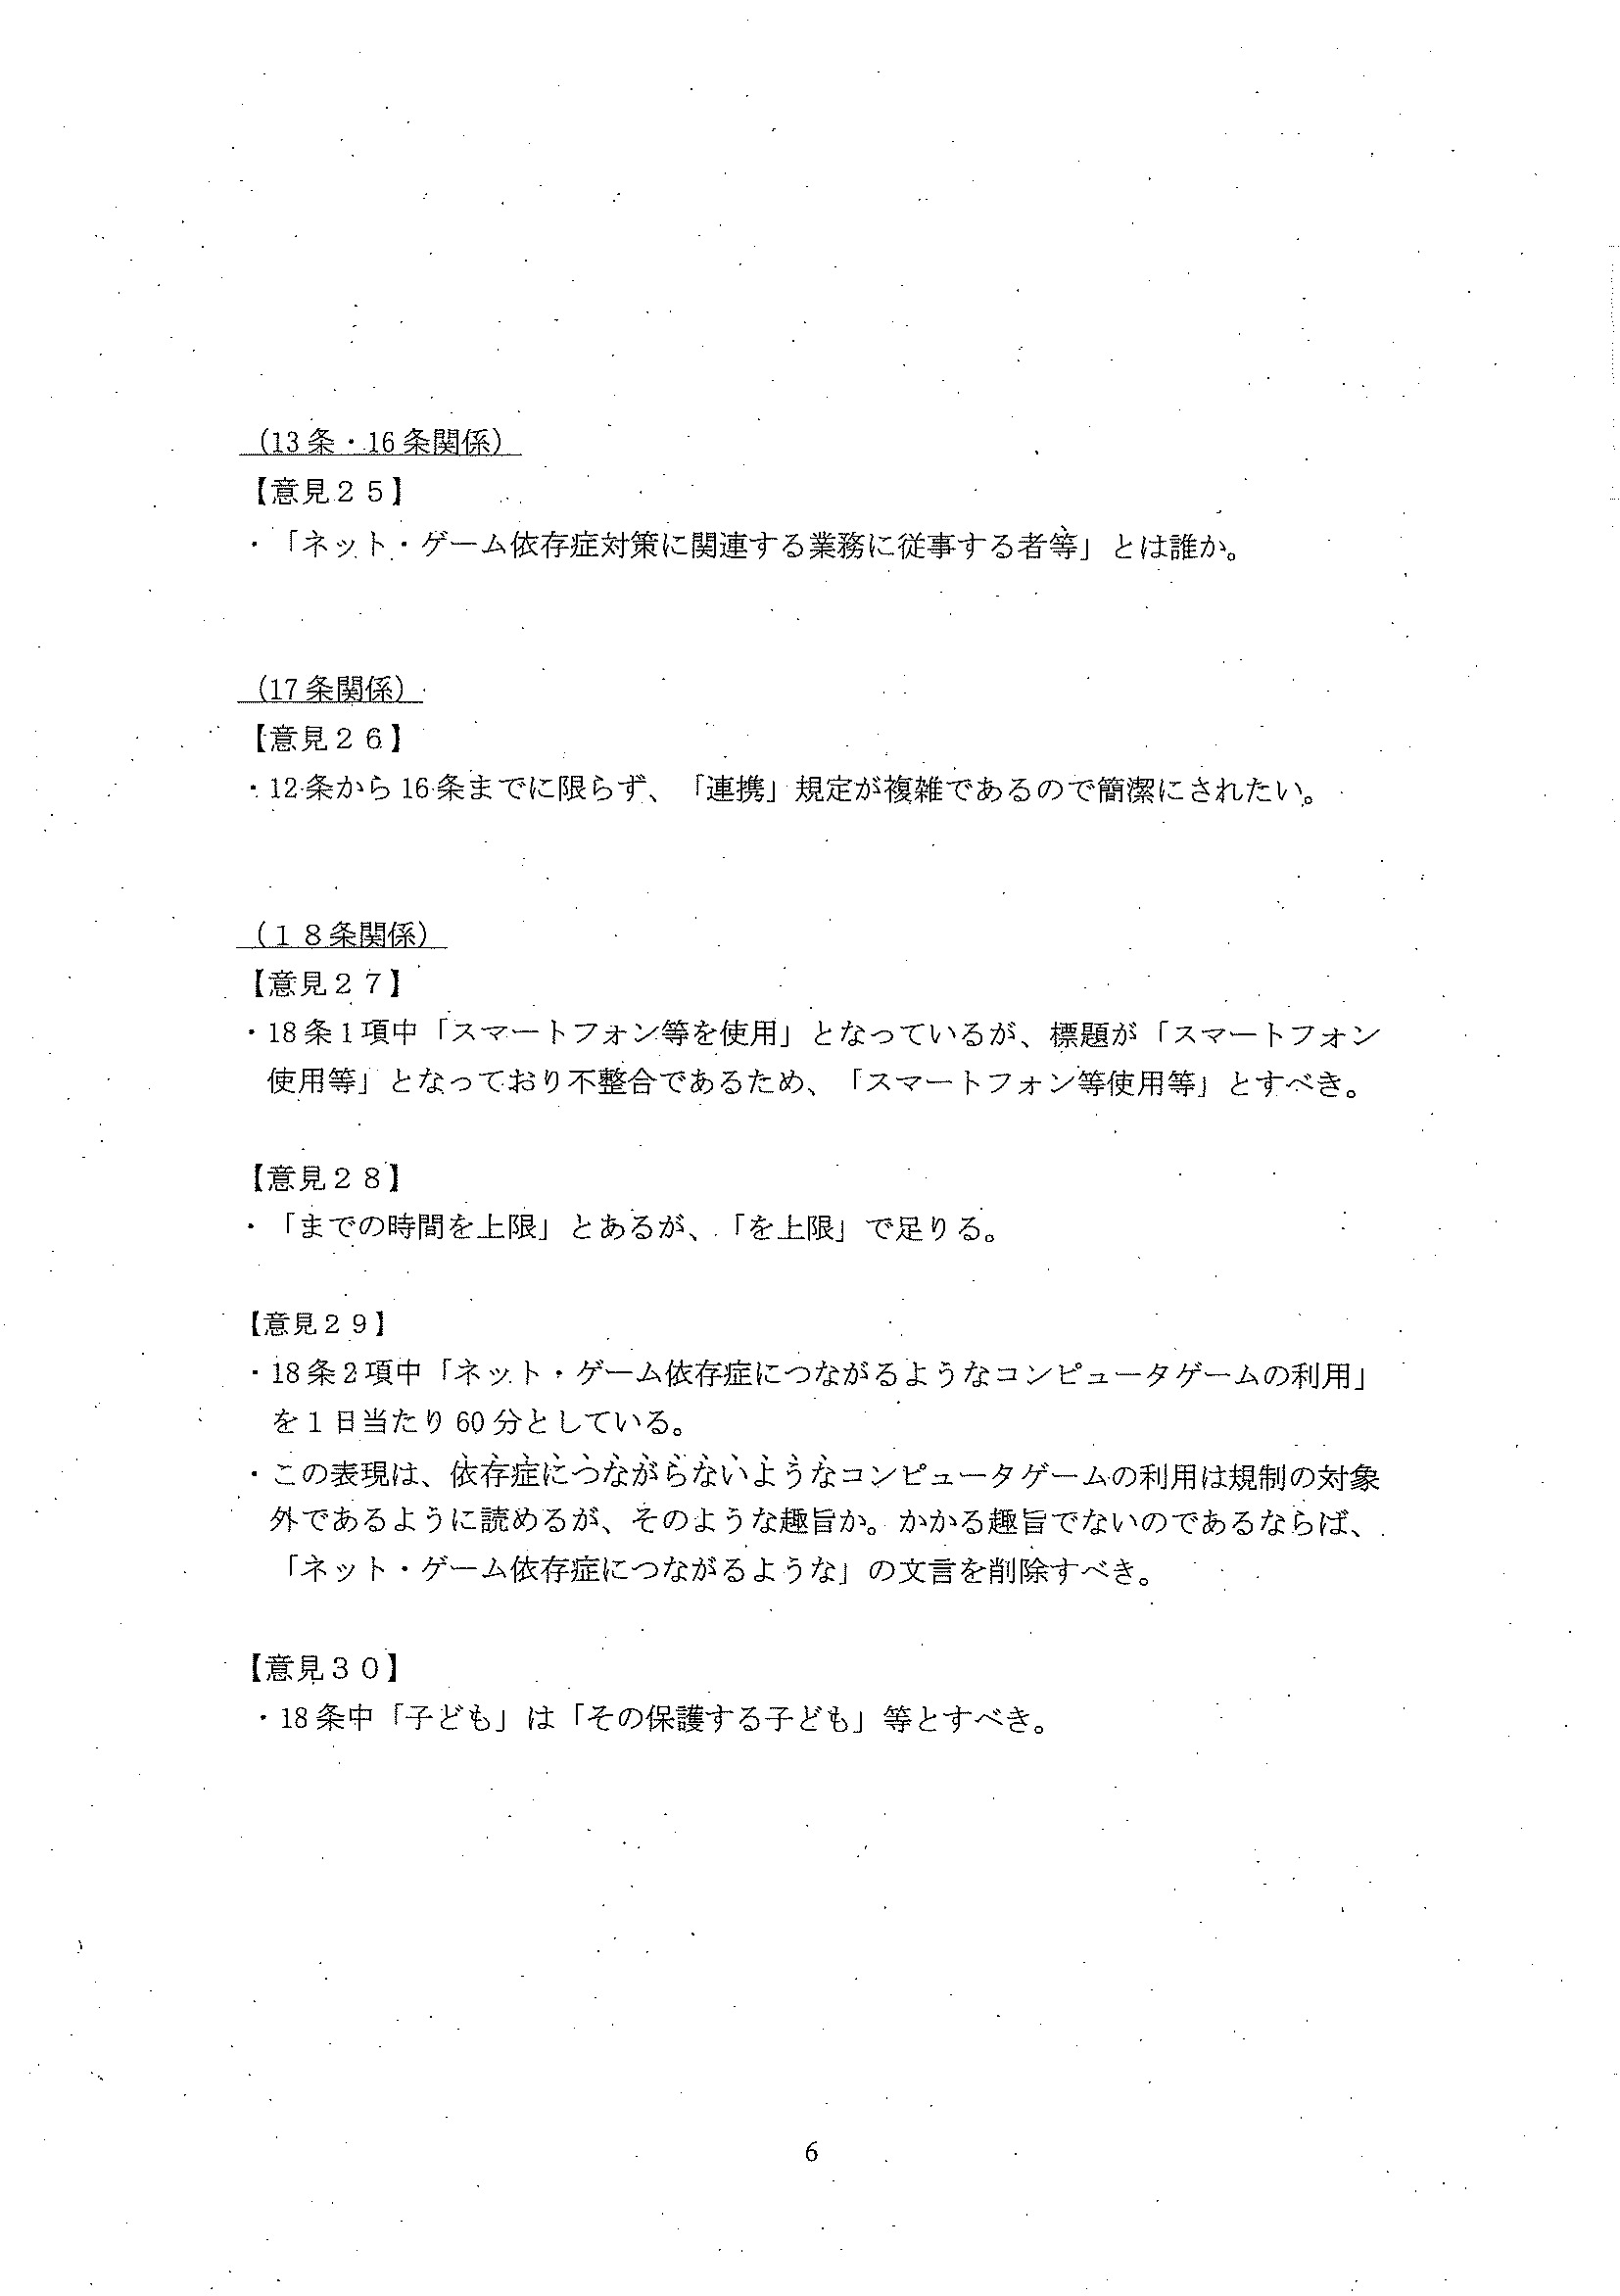 （13条・16条関係）
【意見２５】
・「ネット・ゲーム依存症対策に関連する業務に従事する者等」とは誰か。
（17条関係）
【意見２６】
・12条から16条までに限らず、「連携」規定が複雑であるので簡潔にされたい。
（１８条関係）
【意見２７】
・18条1項中「スマートフォン等を使用」となっているが、標題が「スマートフォン
使用等」となっており不整合であるため、「スマートフォン等使用等」とすべき。
【意見２８】
・「までの時間を上限」とあるが、「を上限」で足りる。
【意見２９】
・18条2項中「ネット・ゲーム依存症につながるようなコンピュータゲームの利用」
を1日当たり60分としている。
・この表現は、依存症につながらないようなコンピュータゲームの利用は規制の対象
外であるように読めるが、そのような趣旨か。かかる趣旨でないのであるならば、
「ネット・ゲーム依存症につながるような」の文言を削除すべき。
【意見３０】
・18条中「子ども」は「その保護する子ども」等とすべき。
6